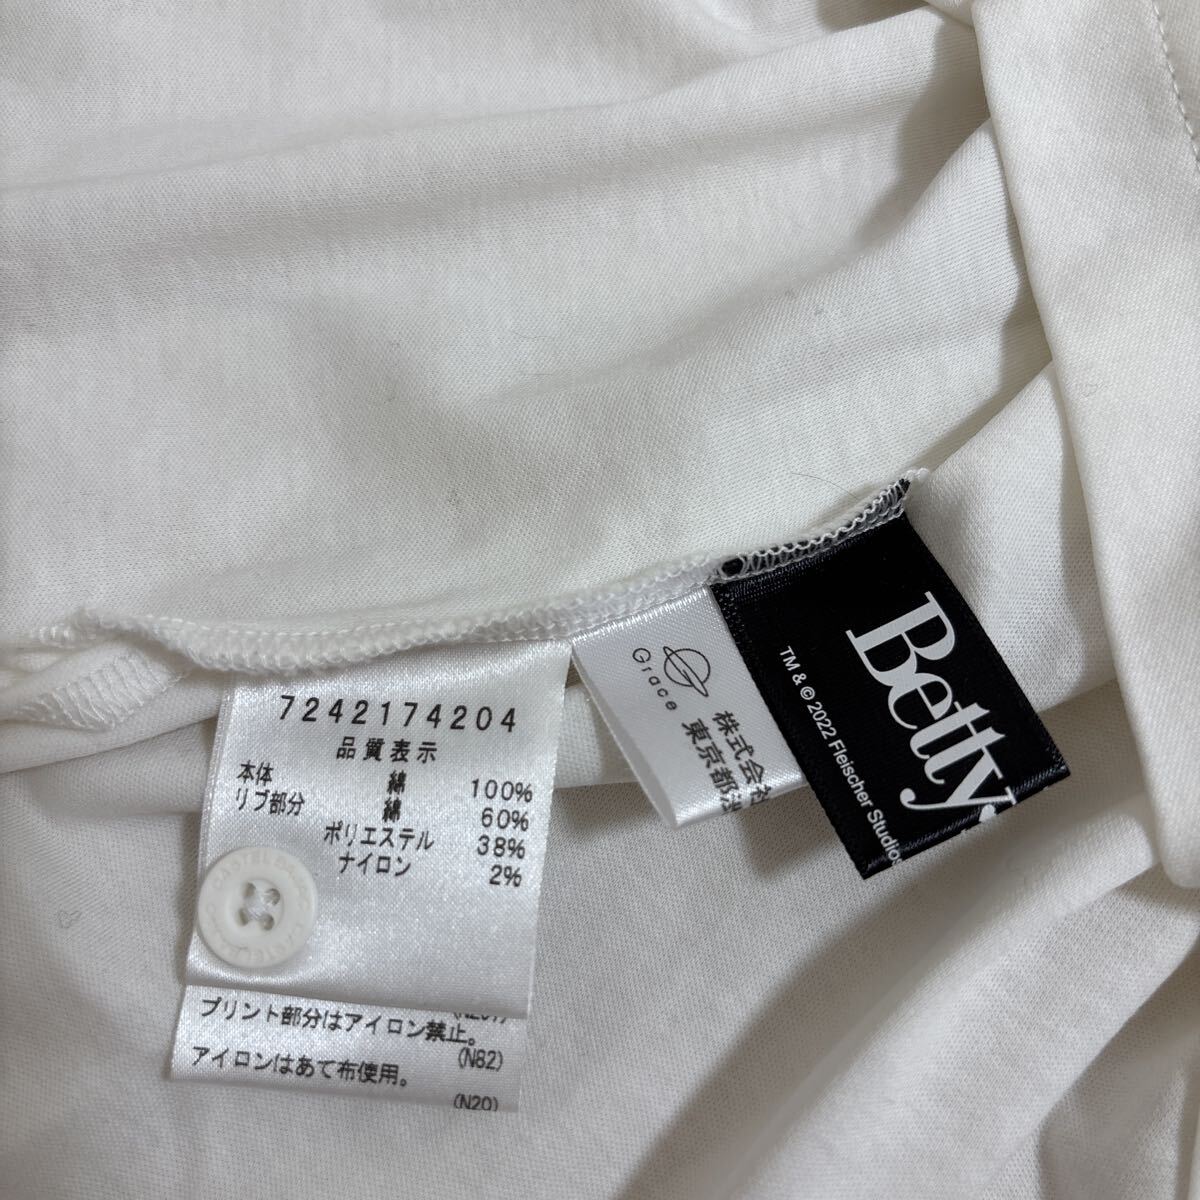 7242174204
品質表示
本体 綿 100%
リブ部分 綿 60%
ポリエステル 38%
ナイロン 2%
プリント部分はアイロン禁止。
(N82)
アイロンはあて布使用。
(N20)
Grace
株式会社
東京都
Betty
TM & © 2022 Fleischer Studios